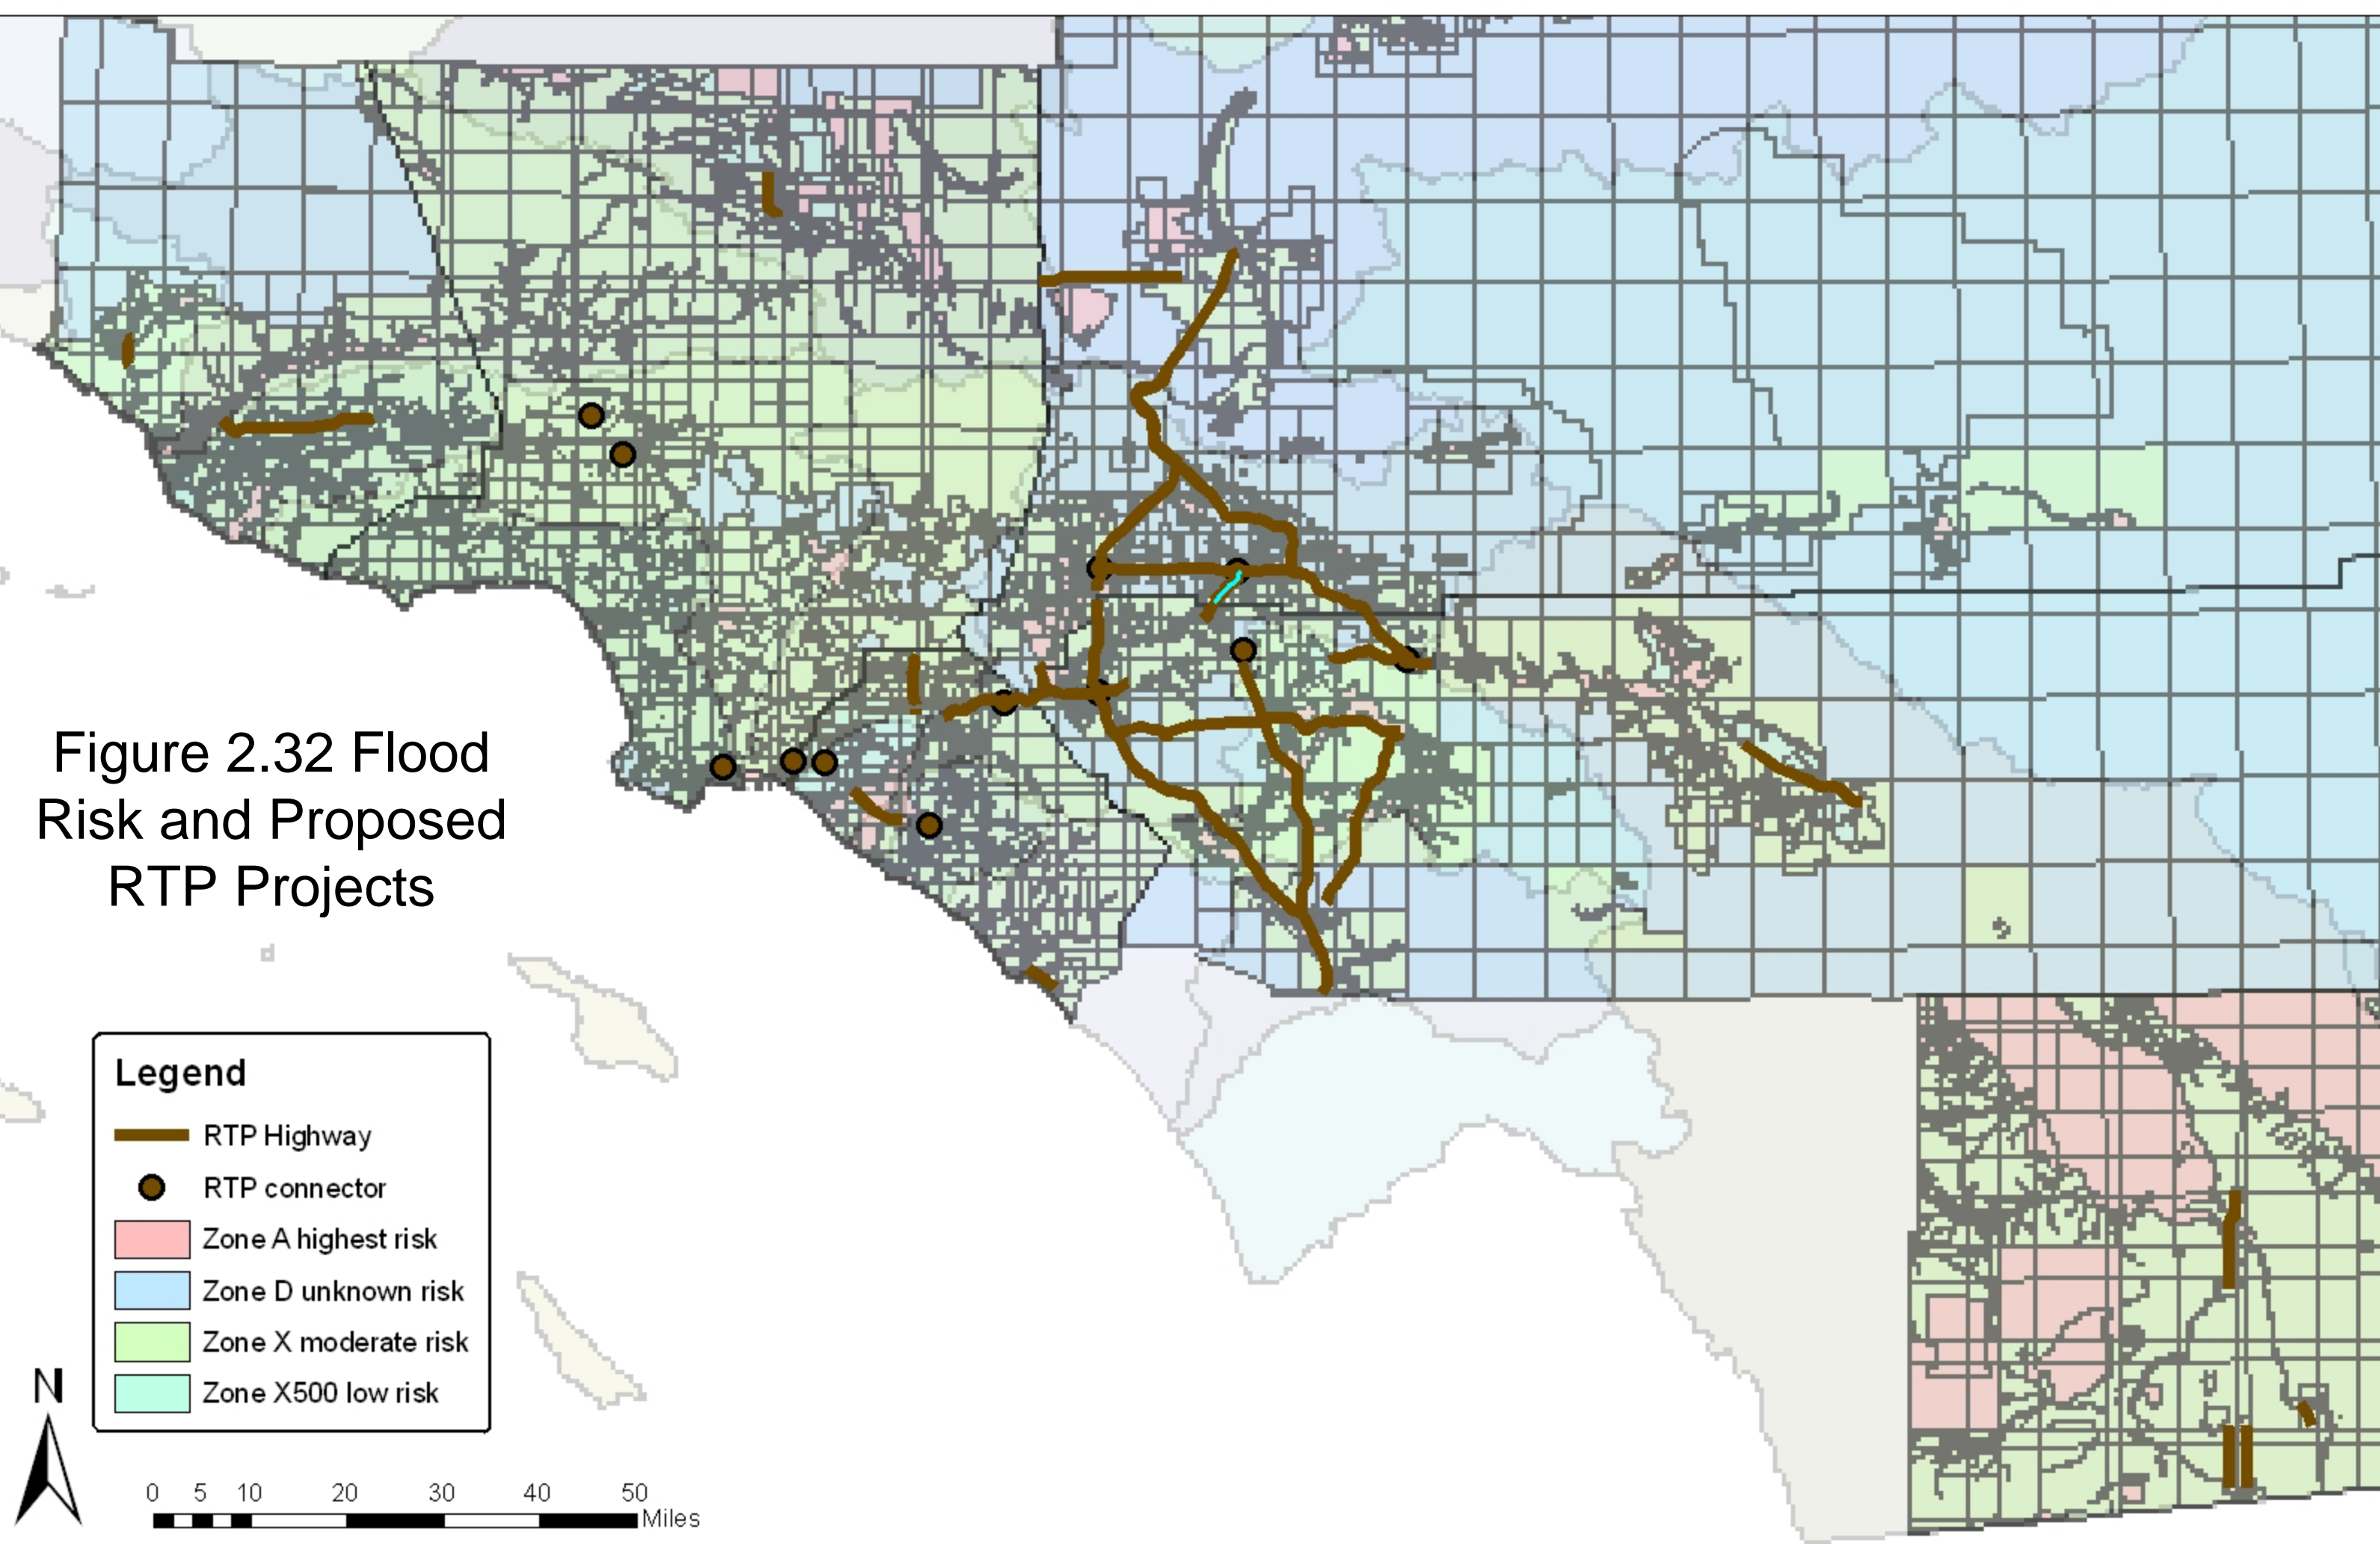 Figure 2.32 Flood
Risk and Proposed
RTP Projects
Legend
RTP Highway
RTP connector
Zone A highest risk
Zone D unknown risk
Zone X moderate risk
Zone X500 low risk
N
0 5 10 20 30 40 50
Miles